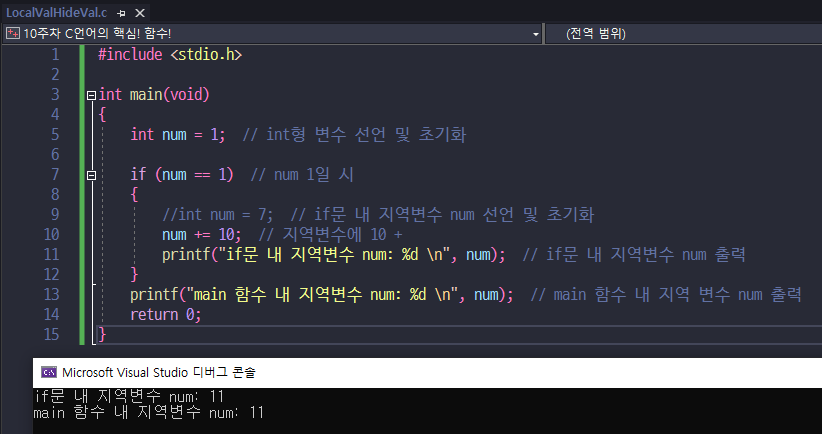 LocalValHideVal.c
10주차 C언어의 핵심! 함수! (전역 범위)
1 #include <stdio.h>
2
3 int main(void)
4 {
5 int num = 1; // int형 변수 선언 및 초기화
6
7 if (num == 1) // num 1일 시
8 {
9 //int num = 7; // if문 내 지역변수 num 선언 및 초기화
10 num += 10; // 지역변수에 10 +
11 printf("if문 내 지역변수 num: %d \n", num); // if문 내 지역변수 num 출력
12 }
13 printf("main 함수 내 지역변수 num: %d \n", num); // main 함수 내 지역 변수 num 출력
14 return 0;
15 }
Microsoft Visual Studio 디버그 콘솔
if문 내 지역변수 num: 11
main 함수 내 지역변수 num: 11